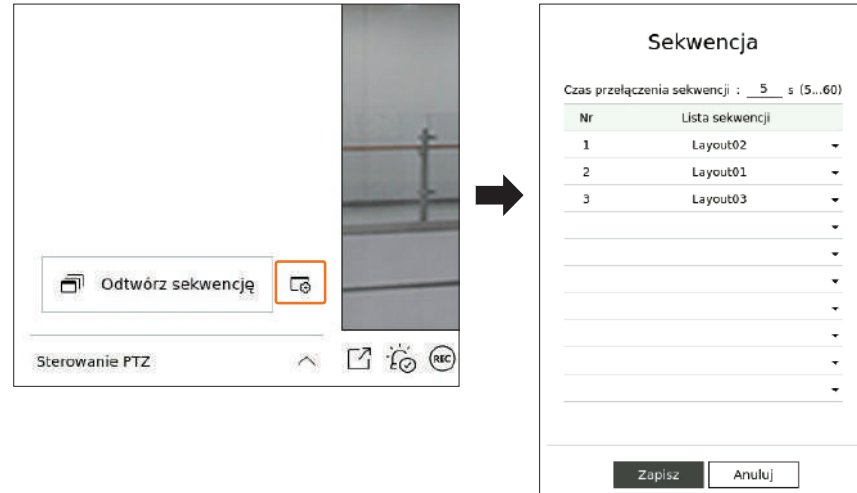 Odtwórz sekwencję
Sterowanie PTZ
REC
Sekwencja
Czas przełączenia sekwencji : 5 s (5...60)
Nr Lista sekwencji
1 Layout02
2 Layout01
3 Layout03
Zapisz Anuluj